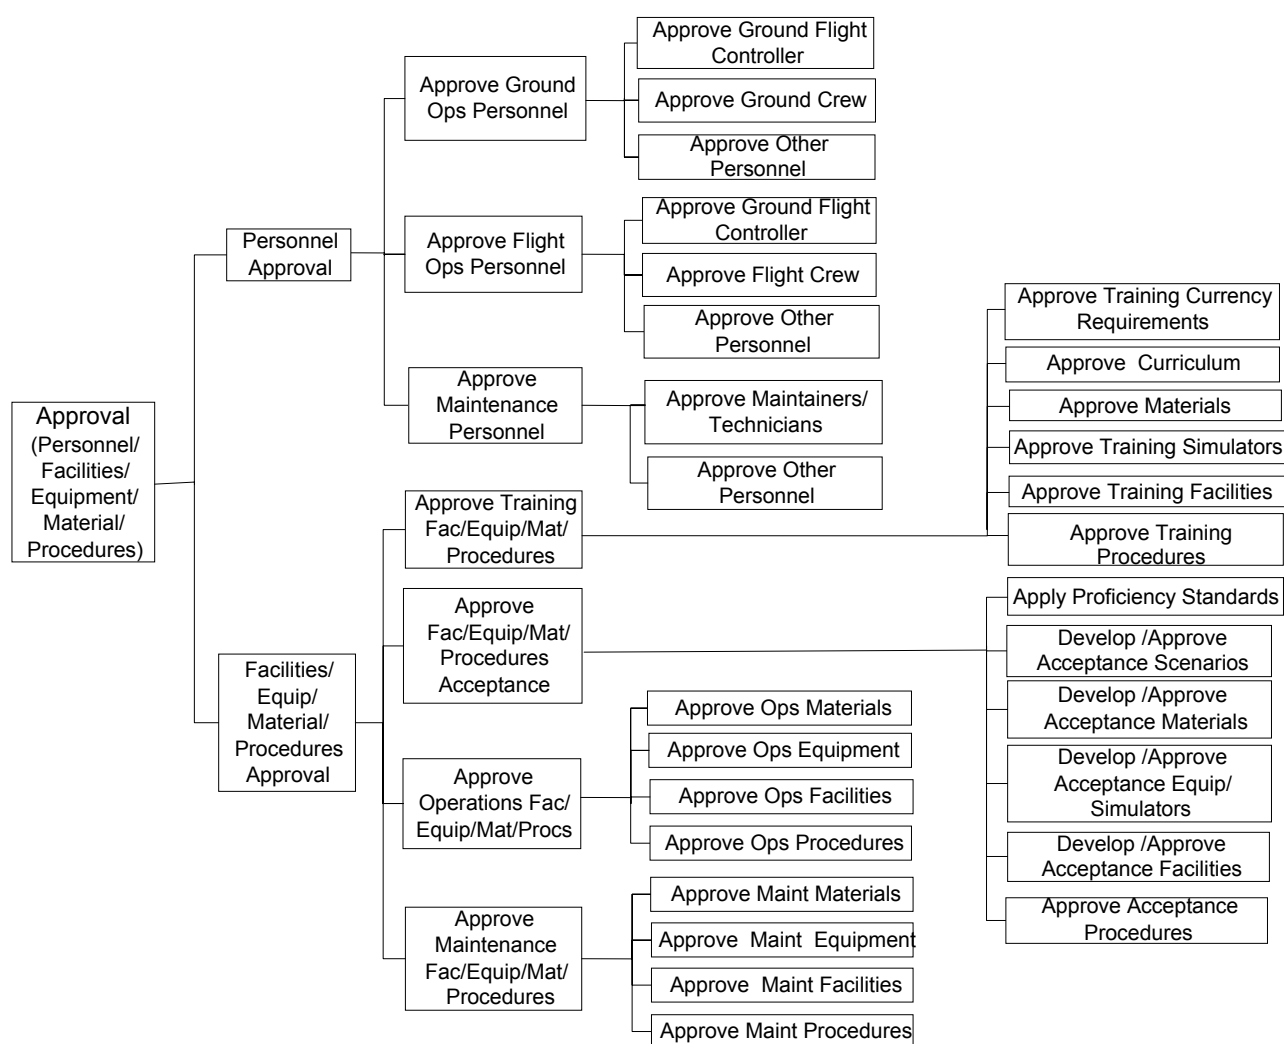 Approval
(Personnel/
Facilities/
Equipment/
Material/
Procedures)
Personnel
Approval
Facilities/
Equip/
Material/
Procedures
Approval
Approve Ground
Ops Personnel
Approve Flight
Ops Personnel
Approve
Maintenance
Personnel
Approve Training
Fac/Equip/Mat/
Procedures
Approve
Fac/Equip/Mat/
Procedures
Acceptance
Approve
Operations Fac/
Equip/Mat/Procs
Approve
Maintenance
Fac/Equip/Mat/
Procedures
Approve Ground Flight
Controller
Approve Ground Crew
Approve Other
Personnel
Approve Ground Flight
Controller
Approve Flight Crew
Approve Other
Personnel
Approve Maintainers/
Technicians
Approve Other
Personnel
Approve Ops Materials
Approve Ops Equipment
Approve Ops Facilities
Approve Ops Procedures
Approve Maint Materials
Approve Maint Equipment
Approve Maint Facilities
Approve Maint Procedures
Approve Training Currency
Requirements
Approve Curriculum
Approve Materials
Approve Training Simulators
Approve Training Facilities
Approve Training
Procedures
Apply Proficiency Standards
Develop /Approve
Acceptance Scenarios
Develop /Approve
Acceptance Materials
Develop /Approve
Acceptance Equip/
Simulators
Develop /Approve
Acceptance Facilities
Approve Acceptance
Procedures